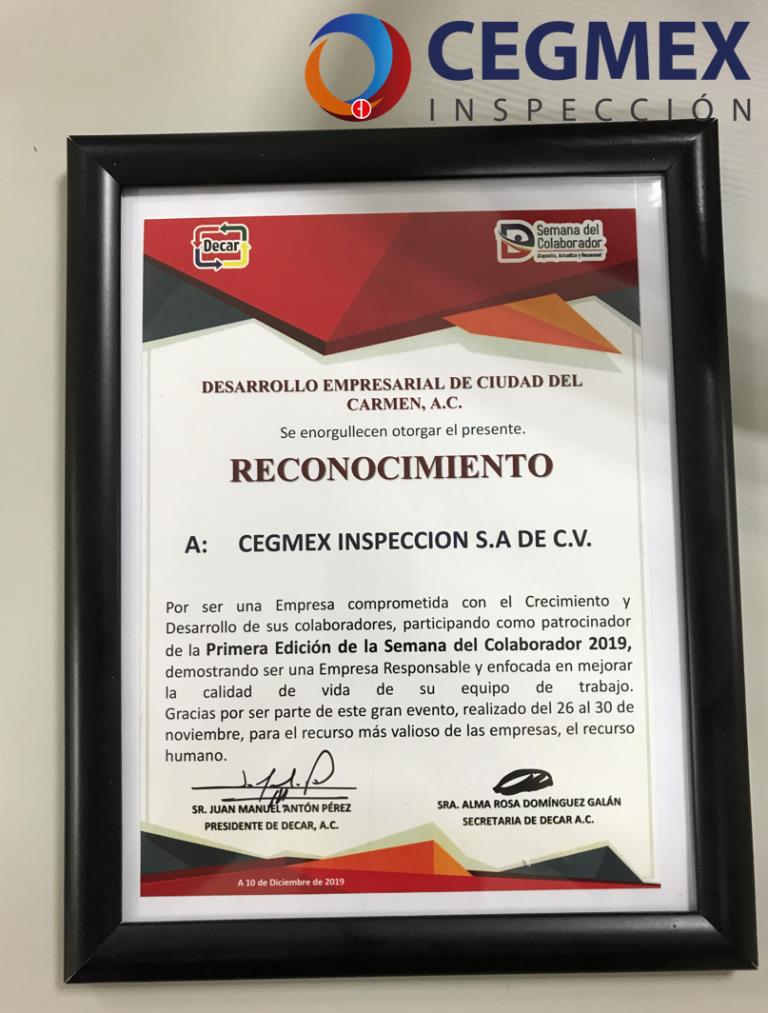 CEGMEX
INSPECCIÓN
Decar
Semana del
Colaborador
¡Capacita, Actualiza y Reconoce!
DESARROLLO EMPRESARIAL DE CIUDAD DEL
CARMEN, A.C.
Se enorgullecen otorgar el presente.
RECONOCIMIENTO
A: CEGMEX INSPECCION S.A DE C.V.
Por ser una Empresa comprometida con el Crecimiento y
Desarrollo de sus colaboradores, participando como patrocinador
de la Primera Edición de la Semana del Colaborador 2019,
demostrando ser una Empresa Responsable y enfocada en mejorar
la calidad de vida de su equipo de trabajo.
Gracias por ser parte de este gran evento, realizado del 26 al 30 de
noviembre, para el recurso más valioso de las empresas, el recurso
humano.
SR. JUAN MANUEL ANTÓN PÉREZ
PRESIDENTE DE DECAR, A.C.
SRA. ALMA ROSA DOMÍNGUEZ GALÁN
SECRETARIA DE DECAR A.C.
A 10 de Diciembre de 2019